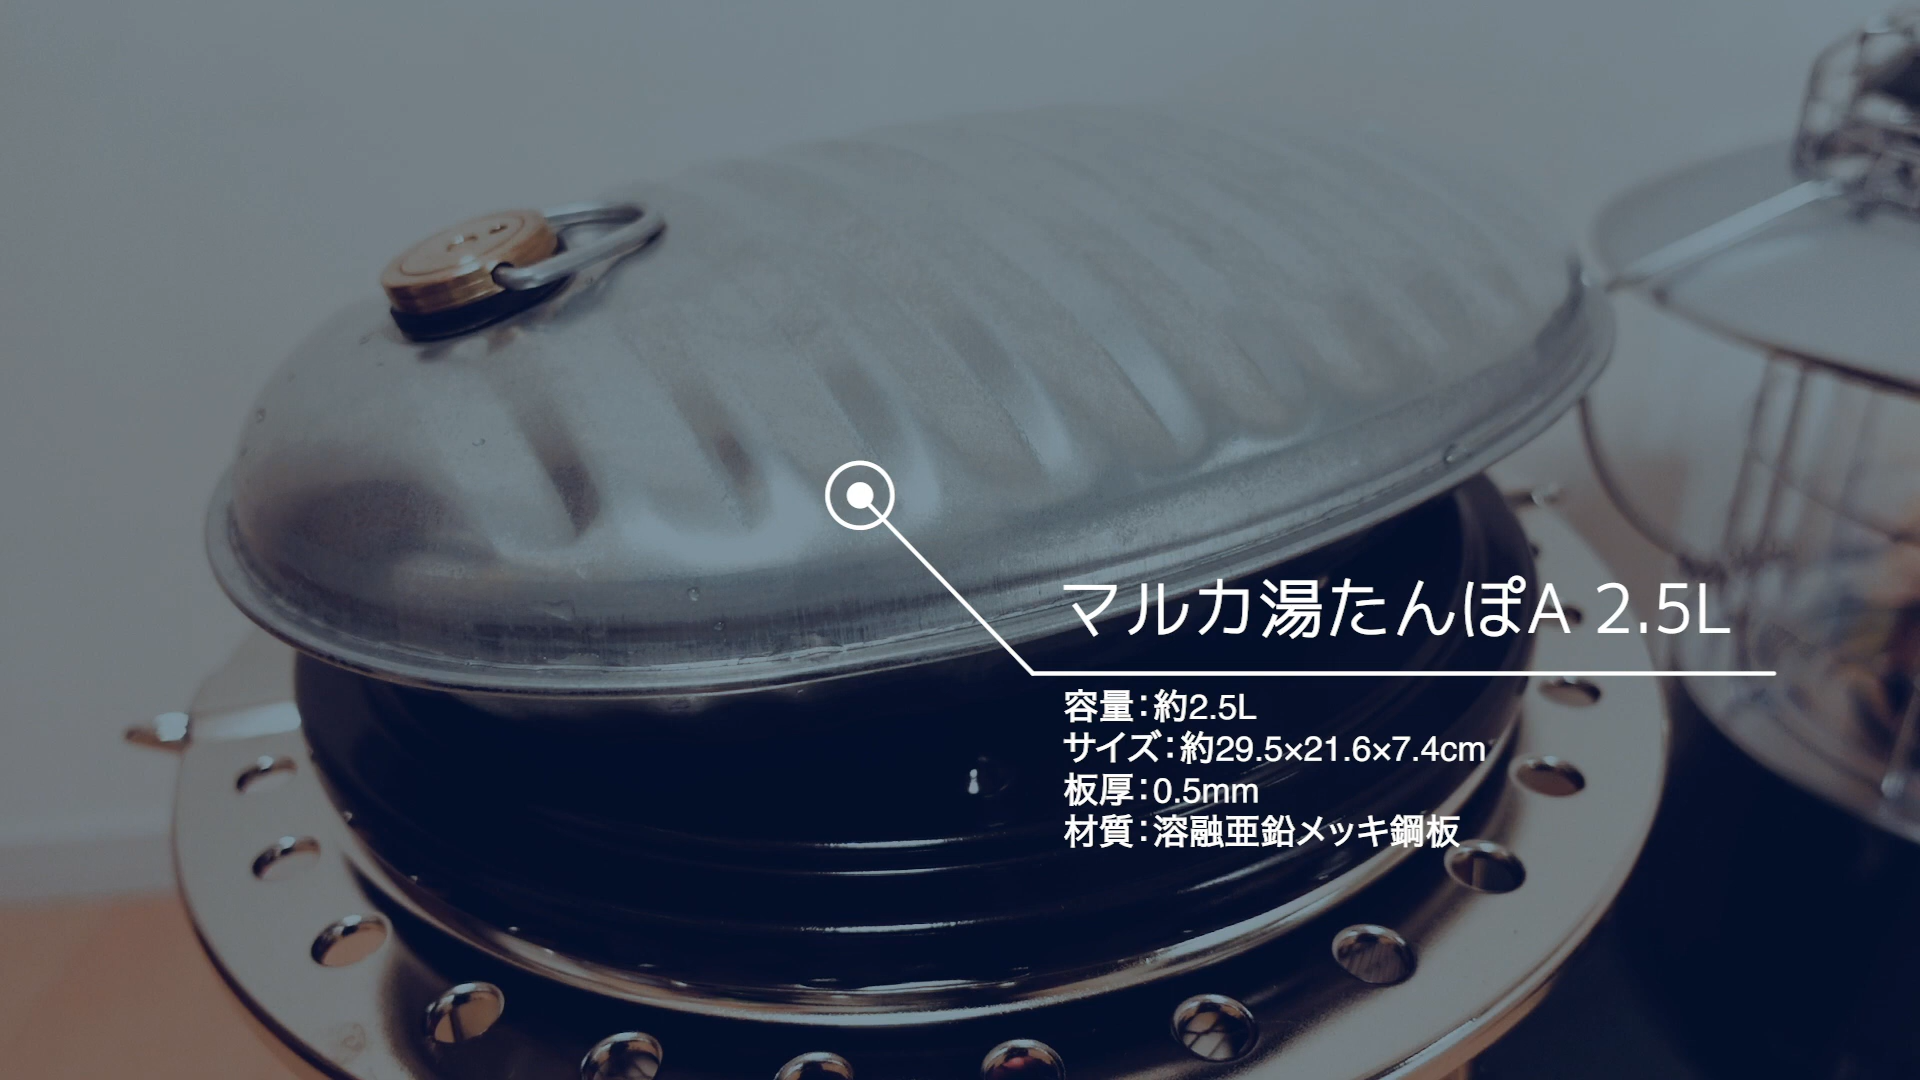 マルカ湯たんぽA 2.5L
容量：約2.5L
サイズ：約29.5×21.6×7.4cm
板厚：0.5mm
材質：溶融亜鉛メッキ鋼板